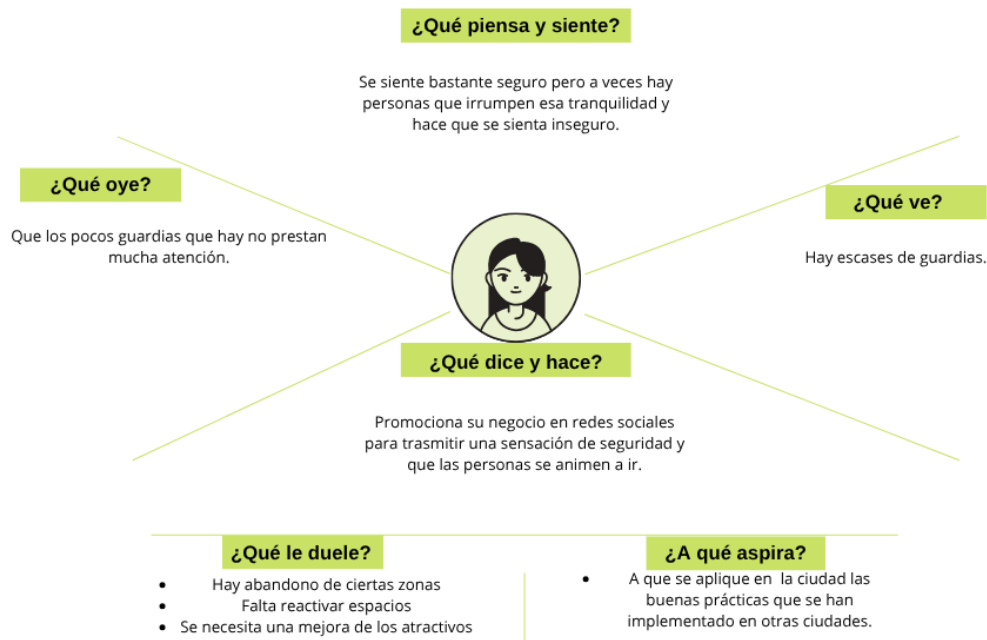 ¿Qué piensa y siente?
Se siente bastante seguro pero a veces hay
personas que irrumpen esa tranquilidad y
hace que se sienta inseguro.
¿Qué oye?
Que los pocos guardias que hay no prestan
mucha atención.
¿Qué ve?
Hay escases de guardias.
¿Qué dice y hace?
Promociona su negocio en redes sociales
para trasmitir una sensación de seguridad y
que las personas se animen a ir.
¿Qué le duele?
• Hay abandono de ciertas zonas
• Falta reactivar espacios
• Se necesita una mejora de los atractivos
¿A qué aspira?
• A que se aplique en la ciudad las
buenas prácticas que se han
implementado en otras ciudades.